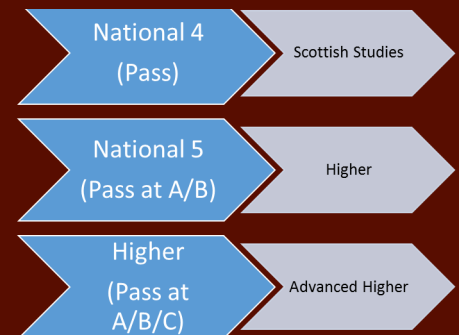 National 4
(Pass)
Scottish Studies
National 5
(Pass at A/B)
Higher
Higher
(Pass at
A/B/C)
Advanced Higher